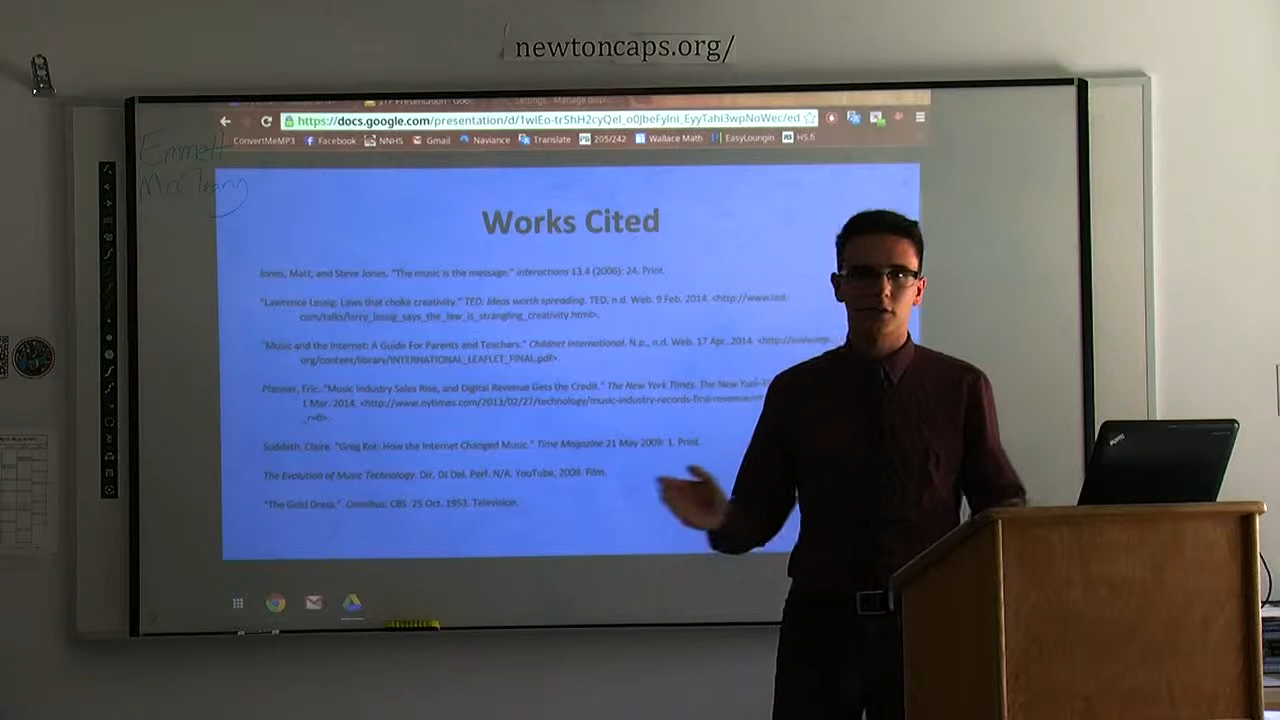 newtoncaps.org/
https://docs.google.com/presentation/d/1wlEo-trShH2cyQel_o0JbeFylni_EyyTahi3wpNoWec/ed
ConvertMeMP3 Facebook NNHS Gmail Naviance Translate 205/242 Wallace Math EasyLoungin HS.fi
Emmett
Works Cited
Jones, Matt, and Steve Jones. "The music is the message." interactions 13.4 (2006): 24. Print.
"Lawrence Lessig. Laws that choke creativity." TED: Ideas worth spreading. TED, n.d. Web. 9 Feb. 2014. <http://www.ted.
com/talks/larry_lessig_says_the_law_is_strangling_creativity.html>.
"Music and the Internet: A Guide For Parents and Teachers." Childnet International. N.p., n.d. Web. 17 Apr. 2014.
org/content/library/INTERNATIONAL_LEAFLET_FINAL.pdf>.
Pfanner, Eric. "Music Industry Sales Rise, and Digital Revenue Gets the Credit." The New York Times. The New York
1 Mar. 2014. <http://www.nytimes.com/2013/02/27/technology/music-industry-records-first-revenue
Suddath, Claire. "Greg Kot: How the Internet Changed Music." Time Magazine 21 May 2009: 1. Print.
The Evolution of Music Technology. Dir. DJ Del. Perf. N/A. YouTube, 2009. Film.
"The Gold Dress." Omnibus. CBS. 25 Oct. 1953. Television.